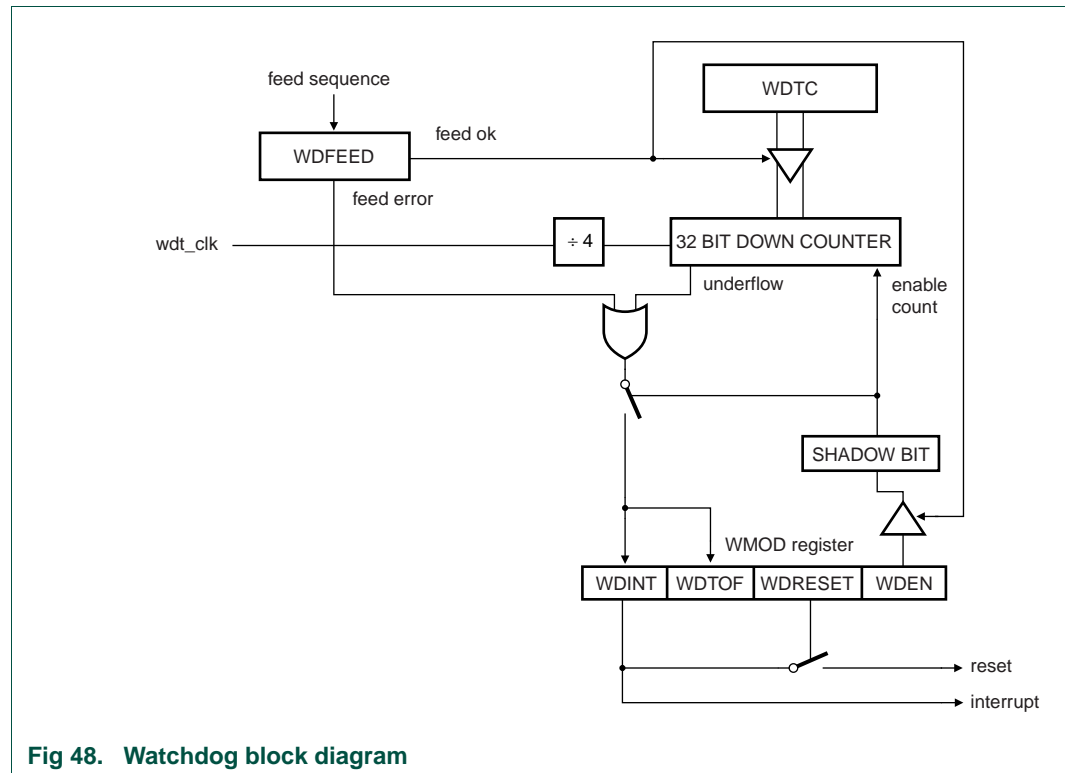 feed sequence
WDTC
feed ok
WDFEED
feed error
wdt_clk
÷ 4
32 BIT DOWN COUNTER
underflow
enable
count
SHADOW BIT
WMOD register
WDINT WDTOF WDRESET WDEN
reset
interrupt
Fig 48. Watchdog block diagram